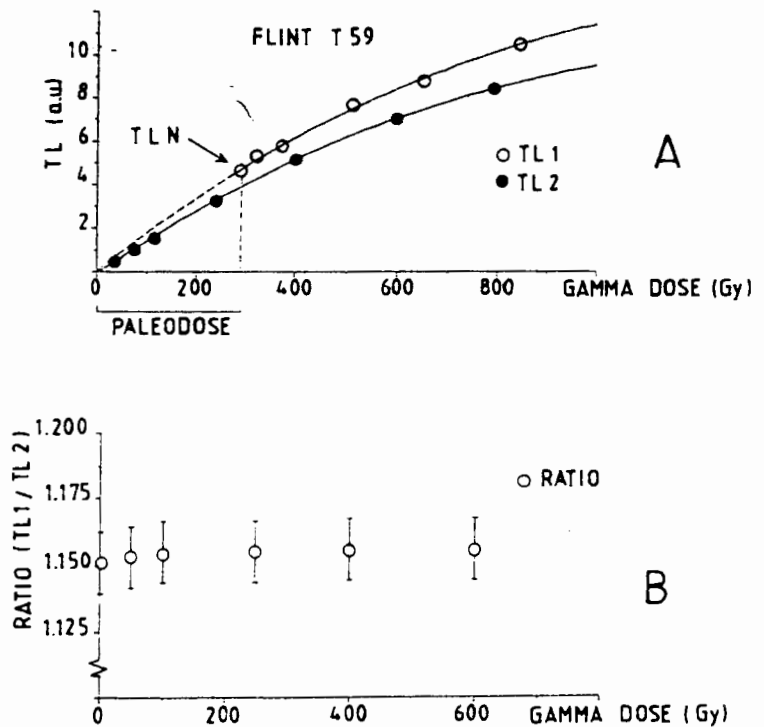 FLINT T59
TL (a.u)
10
8
6
4
2
TLN
A
TL1
TL2
0
200
400
600
800
GAMMA DOSE (Gy)
PALEODOSE
RATIO (TL1/TL2)
1.200
1.175
1.150
1.125
RATIO
B
0
200
400
600
GAMMA DOSE (Gy)